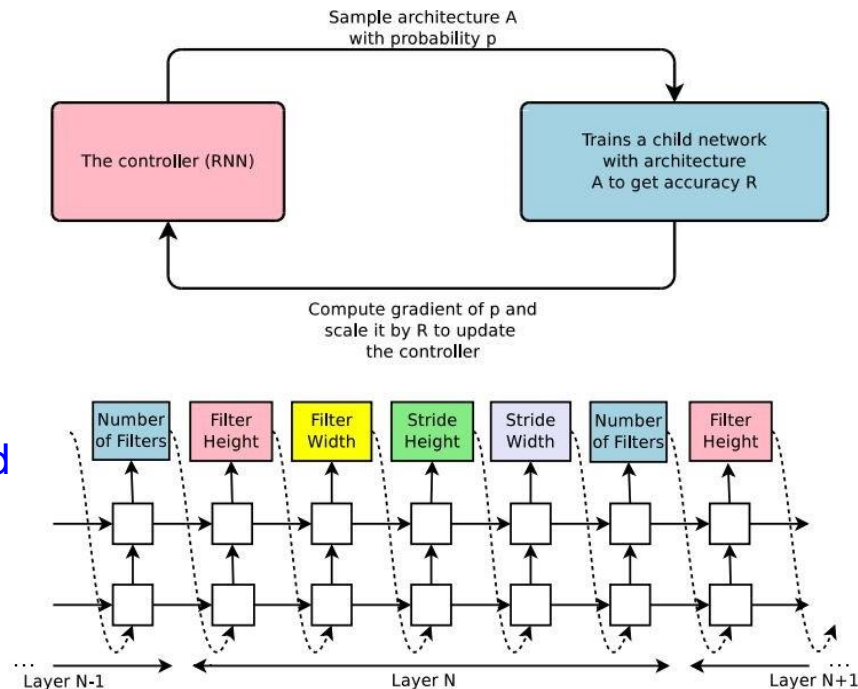 Sample architecture A
with probability p
The controller (RNN)
Trains a child network
with architecture
A to get accuracy R
Compute gradient of p and
scale it by R to update
the controller
Number
of Filters
Filter
Height
Filter
Width
Stride
Height
Stride
Width
Number
of Filters
Filter
Height
d
... Layer N-1
Layer N
Layer N+1 ...